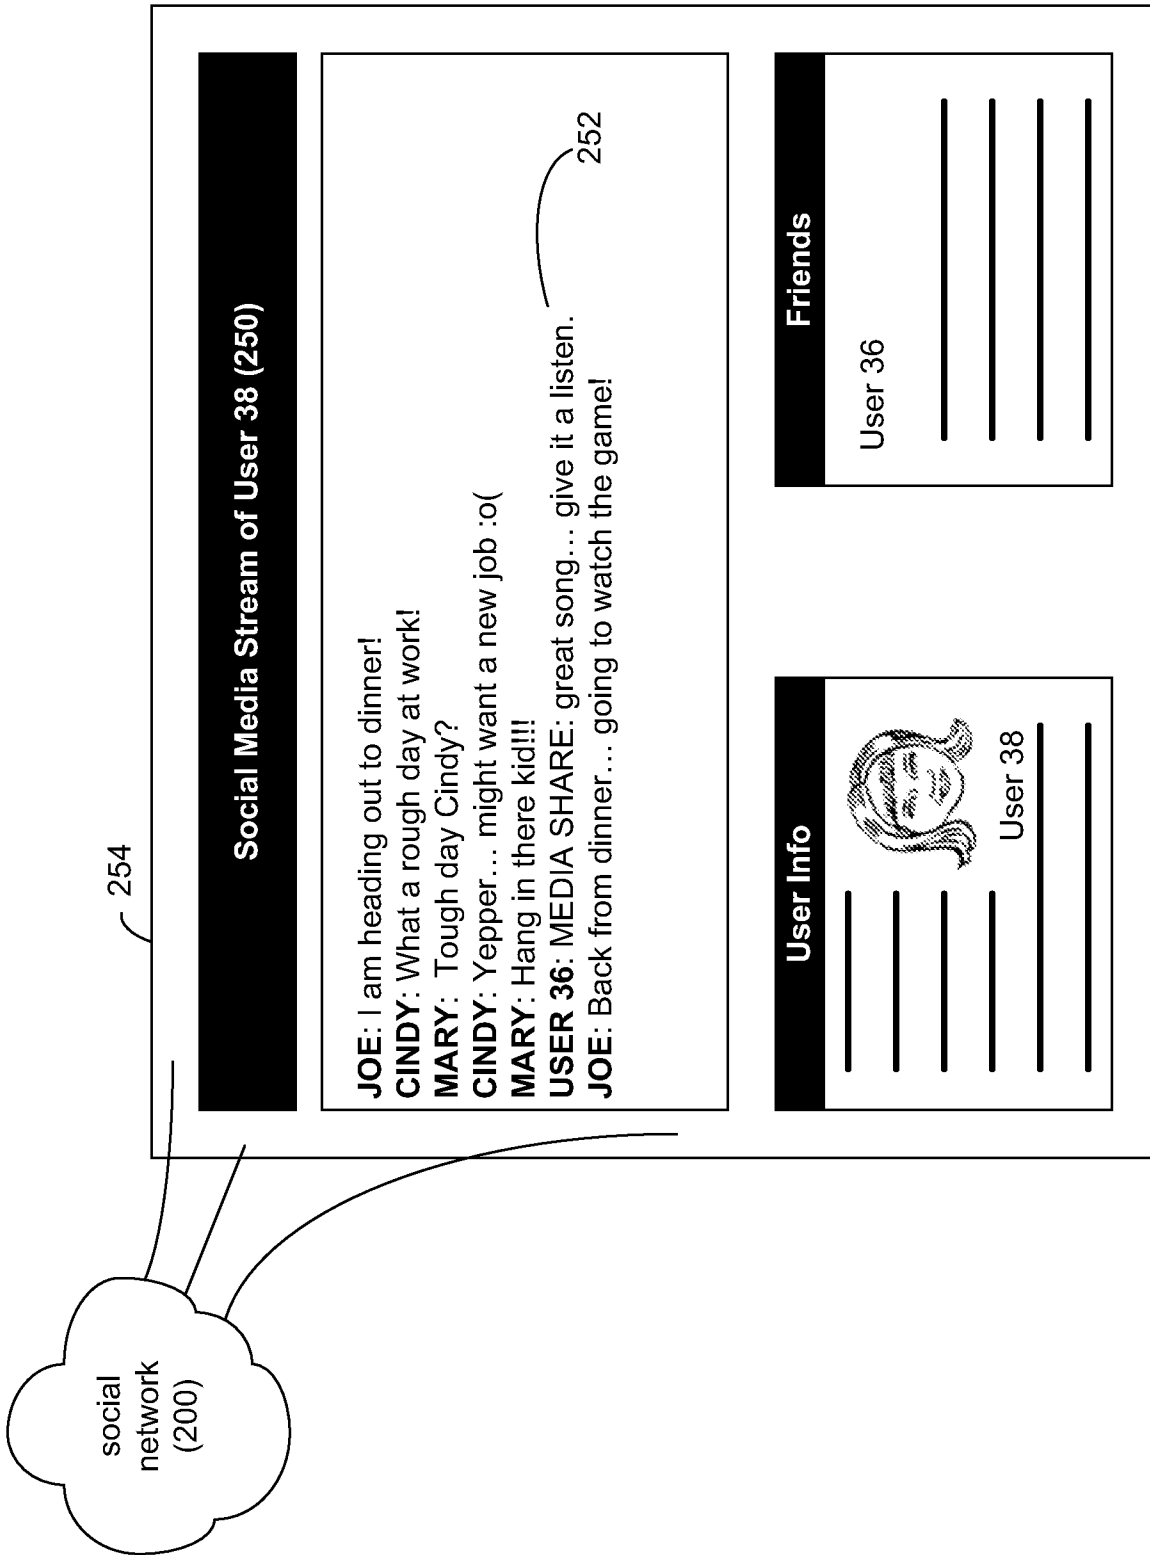 social
network
(200)
254
Social Media Stream of User 38 (250)
JOE: I am heading out to dinner!
CINDY: What a rough day at work!
MARY:  Tough day Cindy?
CINDY: Yepper… might want a new job :o(
MARY: Hang in there kid!!!
USER 36: MEDIA SHARE: great song… give it a listen.
JOE: Back from dinner… going to watch the game!
252
User Info
User 38
Friends
User 36